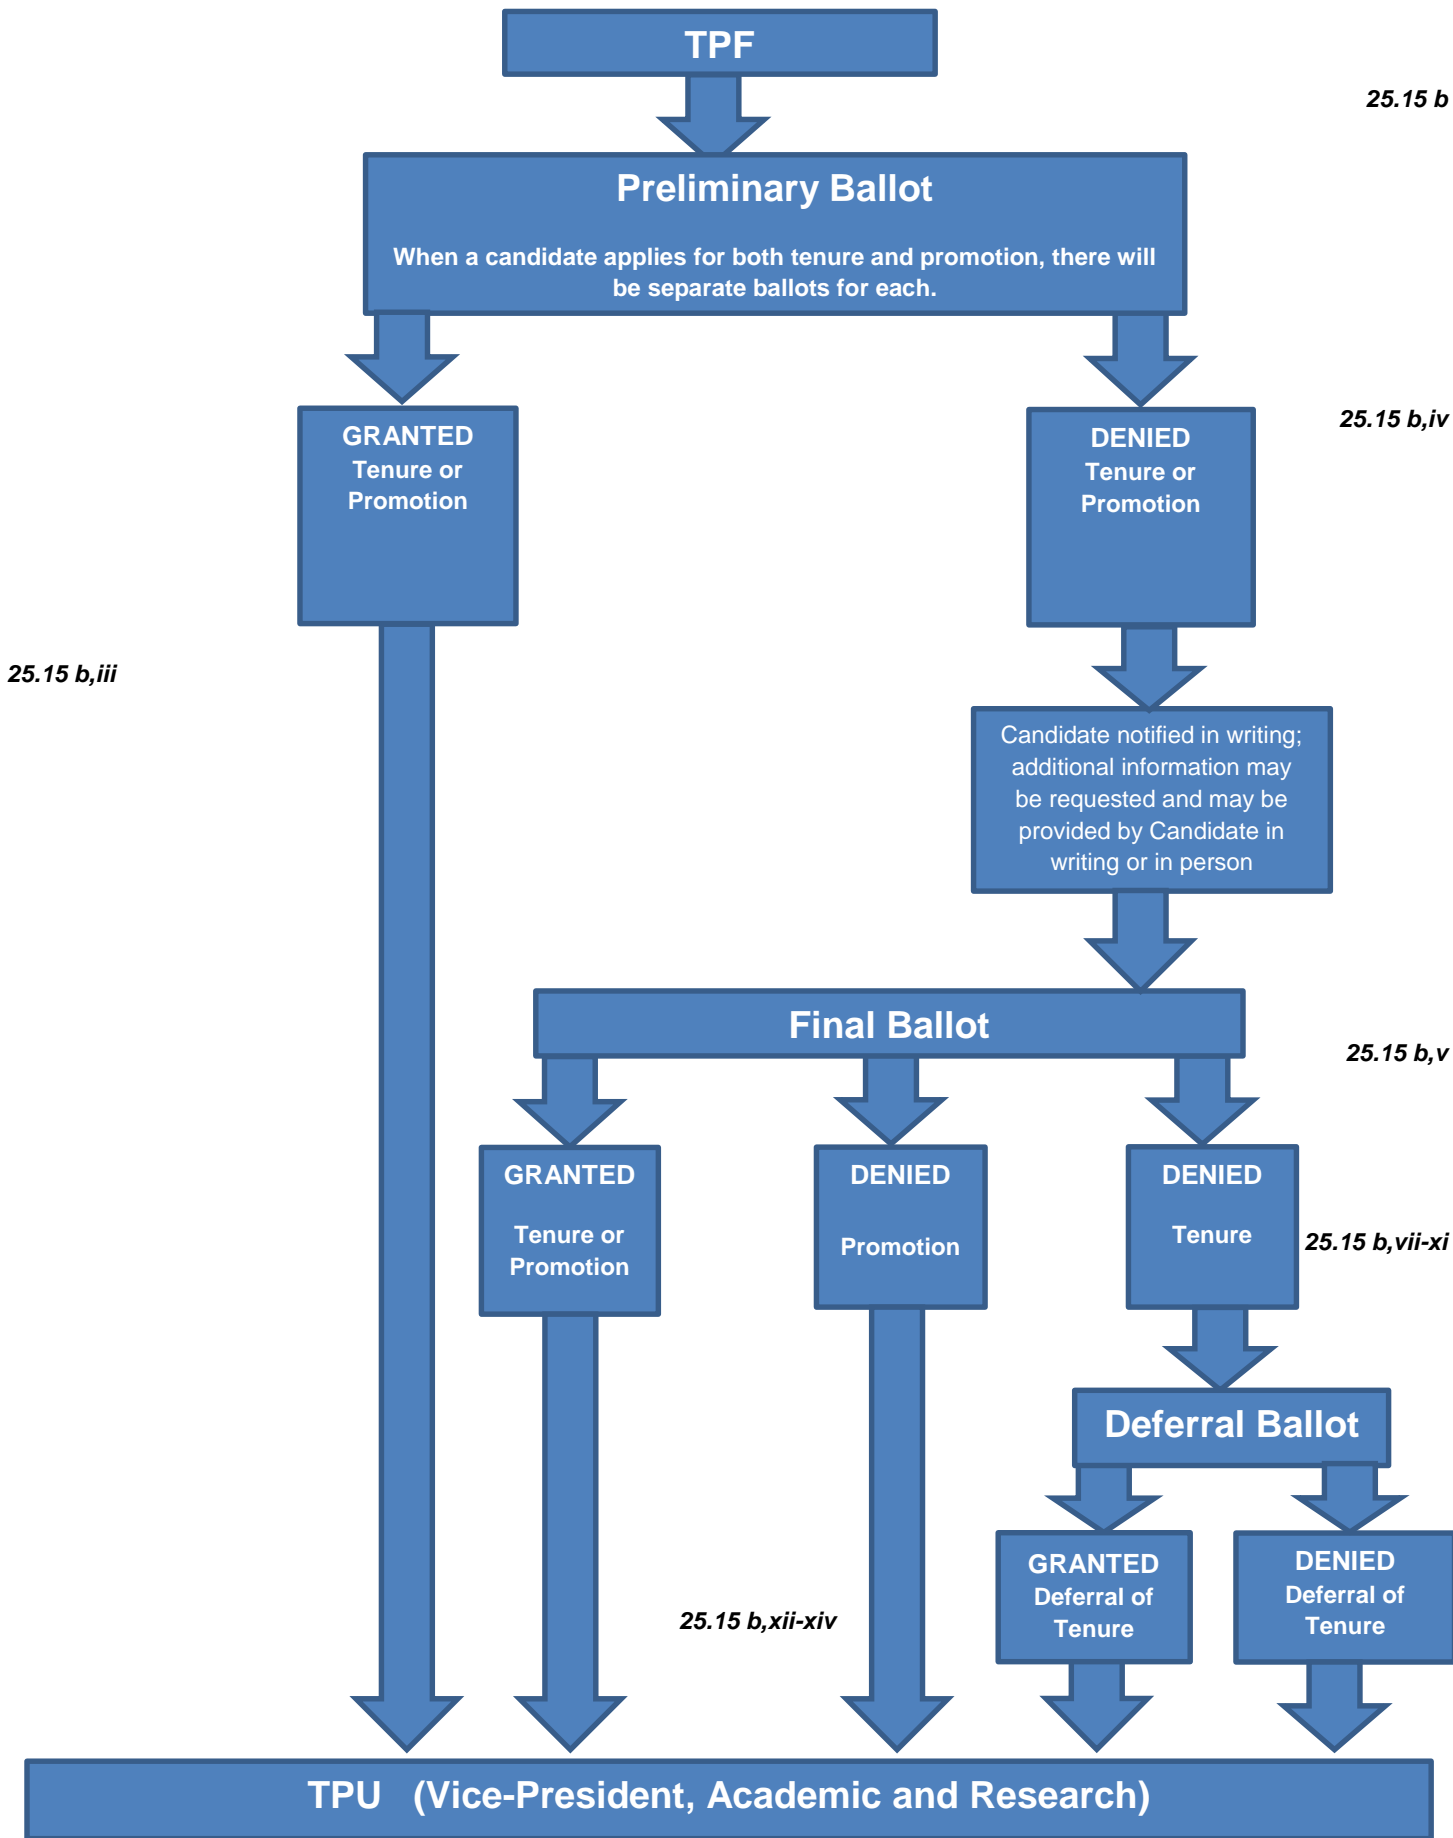 TPF
25.15 b
Preliminary Ballot
When a candidate applies for both tenure and promotion, there will
be separate ballots for each.
GRANTED
Tenure or
Promotion
25.15 b,iv
DENIED
Tenure or
Promotion
25.15 b,iii
Candidate notified in writing;
additional information may
be requested and may be
provided by Candidate in
writing or in person
Final Ballot
25.15 b,v
GRANTED
Tenure or
Promotion
DENIED
Promotion
DENIED
Tenure
25.15 b,vii-xi
Deferral Ballot
GRANTED
Deferral of
Tenure
DENIED
Deferral of
Tenure
25.15 b,xii-xiv
TPU (Vice-President, Academic and Research)